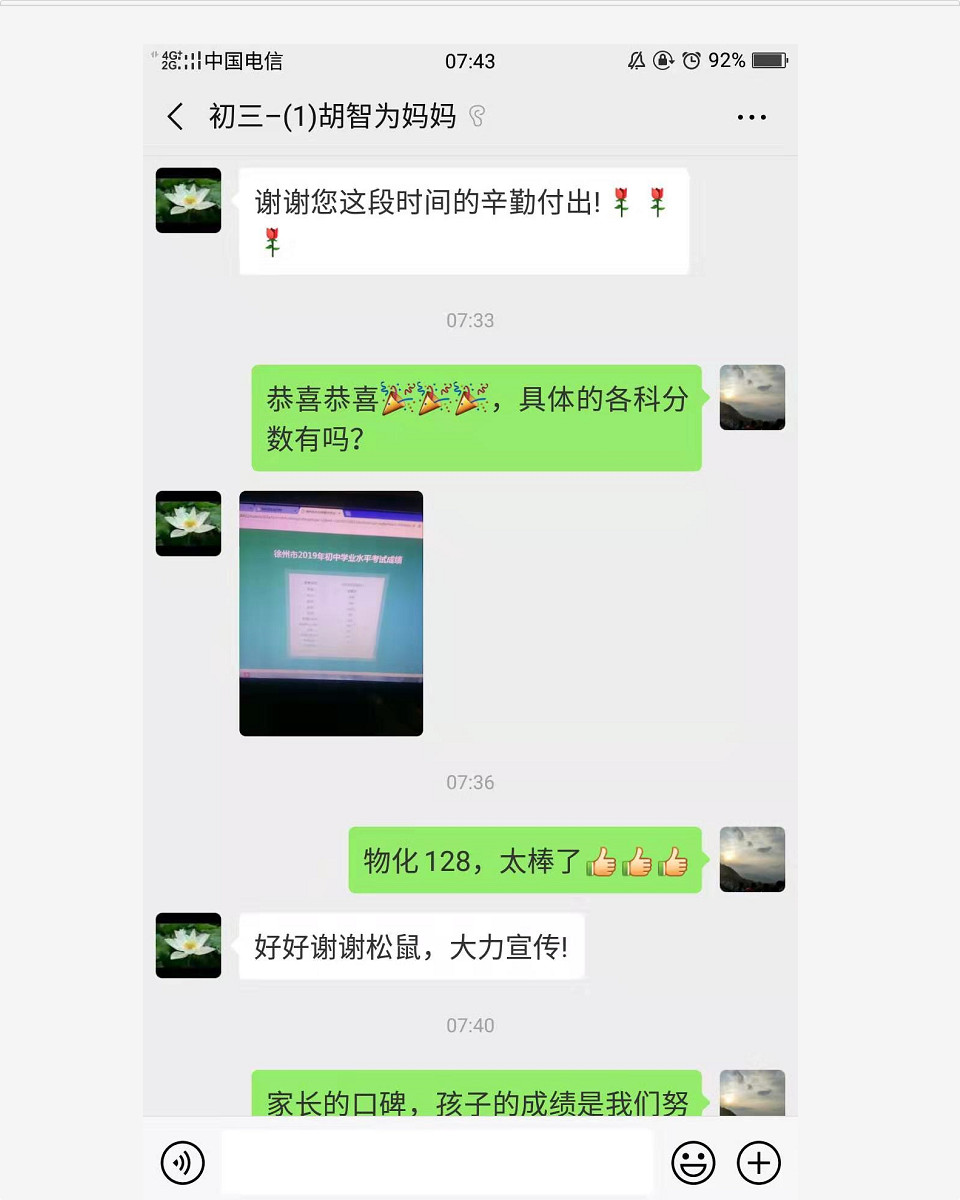 4G+
2G
中国电信
07:43
92%
初三-(1)胡智为妈妈
谢谢您这段时间的辛勤付出!🌹🌹
🌹
07:33
恭喜恭喜🎉🎉🎉，具体的各科分
数有吗？
徐州市2019年初中学业水平考试成绩
07:36
物化128，太棒了👍👍👍
好好谢谢松鼠，大力宣传!
07:40
家长的口碑，孩子的成绩是我们努